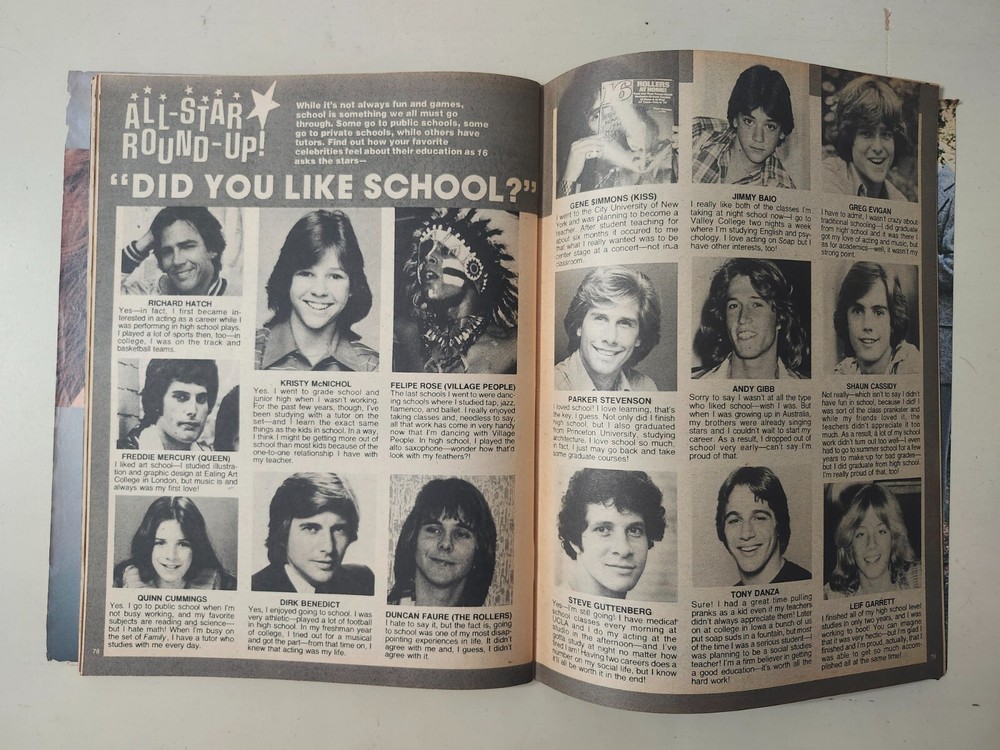 ALL-STAR
ROUND-UP!
While it's not always fun and games,
school is something we all must go
through. Some go to public schools, some
go to private schools, while others have
tutors. Find out how your favorite
celebrities feel about their education as 16
asks the stars—
"DID YOU LIKE SCHOOL?"
RICHARD HATCH
Yes—in fact, I first became in-
terested in acting as a career while I
was performing in high school plays.
I played a lot of sports then, too—in
college, I was on the track and
basketball teams.
KRISTY McNICHOL
Yes. I went to grade school and
junior high when I wasn't working.
For the past few years, though, I've
been studying with a tutor on the
set—and I learn the exact same
things as the kids in school. In a way,
I think I might be getting more out of
school than most kids because of the
one-to-one relationship I have with
my teacher.
FELIPE ROSE (VILLAGE PEOPLE)
The last schools I went to were danc-
ing schools where I studied tap, jazz,
flamenco, and ballet. I really enjoyed
taking classes and, needless to say,
all that work has come in very handy
now that I'm dancing with Village
People. In high school, I played the
alto saxophone—wonder how that'd
look with my feathers?!
FREDDIE MERCURY (QUEEN)
I liked art school—I studied illustra-
tion and graphic design at Ealing Art
College in London, but music is and
always was my first love!
QUINN CUMMINGS
Yes. I go to public school when I'm
not busy working, and my favorite
subjects are reading and science—
but I hate math! When I'm busy on
the set of Family, I have a tutor who
studies with me every day.
DIRK BENEDICT
Yes, I enjoyed going to school. I was
very athletic—played a lot of football
in high school. In my freshman year
of college, I tried out for a musical
and got the part—from that time on, I
knew that acting was my life.
DUNCAN FAURE (THE ROLLERS)
I hate to say it, but the fact is, going
to school was one of my most disap-
pointing experiences in life. It didn't
agree with me and, I guess, I didn't
agree with it.
78
ROLLERS
AT HOME!
GENE SIMMONS (KISS)
I went to the City University of New
York and was planning to become a
teacher. After student teaching for
about six months it occured to me
that what I really wanted was to be
center stage at a concert—not in a
classroom.
JIMMY BAIO
I really like both of the classes I'm
taking at night school now—I go to
Valley College two nights a week
where I'm studying English and psy-
chology. I love acting on Soap but I
have other interests, too!
GREG EVIGAN
I have to admit, I wasn't crazy about
traditional schooling—I did graduate
from high school and it was there I
got my love of acting and music, but
as for academics—well, it wasn't my
strong point.
PARKER STEVENSON
I loved school! I love learning, that's
the key, I guess. Not only did I finish
high school, but I also graduated
from Princeton University, studying
architecture. I love school so much,
in fact, I just may go back and take
some graduate courses!
ANDY GIBB
Sorry to say I wasn't at all the type
who liked school—wish I was. But
when I was growing up in Australia,
my brothers were already singing
stars and I couldn't wait to start my
career. As a result, I dropped out of
school very early—can't say I'm
proud of that.
SHAUN CASSIDY
Not really—which isn't to say I didn't
have fun in school, because I did! I
was sort of the class prankster and
while my friends loved it, the
teachers didn't appreciate it too
much. As a result, a lot of my school
work didn't turn out too well—I even
had to go to summer school for a few
years to make up for bad grades—
but I did graduate from high school.
I'm really proud of that, too!
STEVE GUTTENBERG
Yes—I'm still going! I have medical
school classes every morning at
UCLA and I do my acting at the
studio in the afternoon—and I've
gotta study at night no matter how
tired I am! Having two careers does a
number on my social life, but I know
it'll all be worth it in the end!
TONY DANZA
Sure! I had a great time pulling
pranks as a kid even if my teachers
didn't always appreciate them! Later
on at college in Iowa a bunch of us
put soap suds in a fountain, but most
of the time I was a serious student—I
was planning to be a social studies
teacher! I'm a firm believer in getting
a good education—it's worth all the
hard work!
LEIF GARRETT
I finished all of my high school level
studies in only two years, and I was
working to boot. You can imagine
that it was very hectic—but I'm glad I
finished and I'm proud, actually, that I
was able to get so much accom-
plished all at the same time!